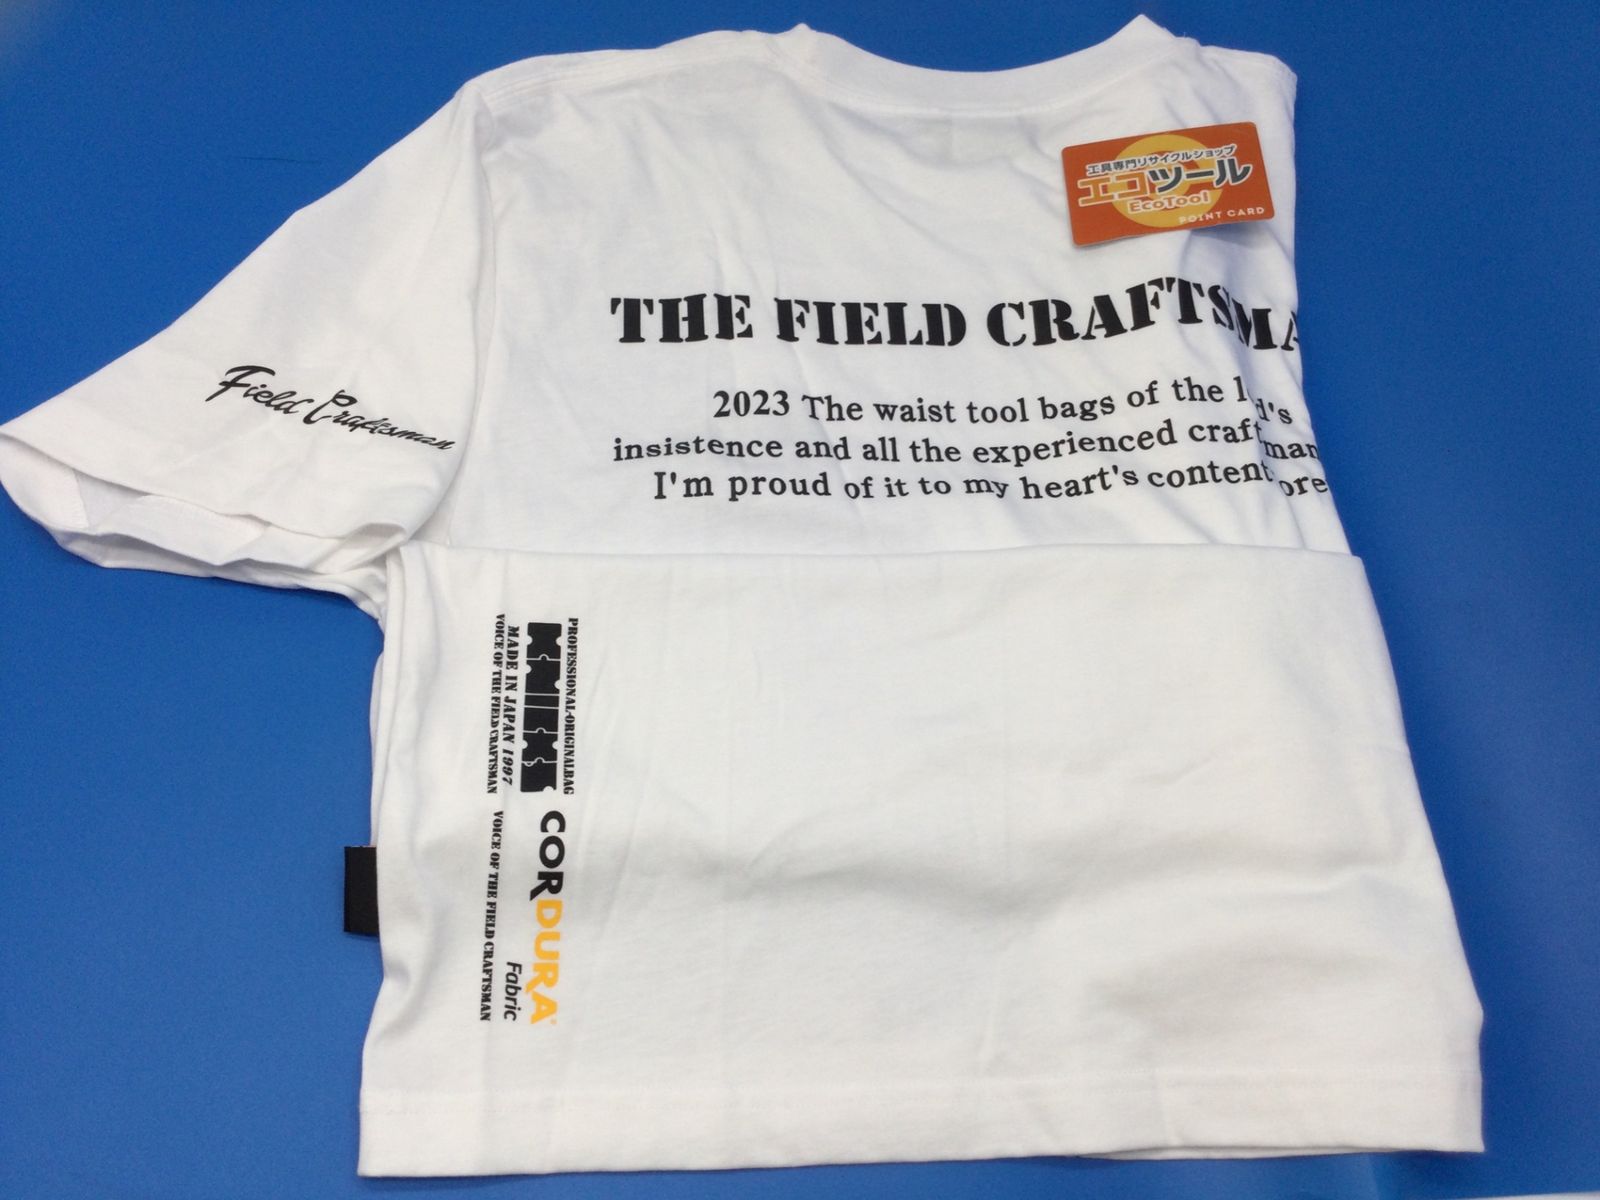 工具専門リサイクルショップ
エコツール
EcoTool
POINT CARD
THE FIELD CRAFTSMA
2023 The waist tool bags of the l d's
insistence and all the experienced craftman
I'm proud of it to my heart's content ore
Field Craftsman
PROFESSIONAL-ORIGINALBAG
MADE IN JAPAN 1997
VOICE OF THE FIELD CRAFTSMAN
CORDURA®
Fabric
VOICE OF THE FIELD CRAFTSMAN